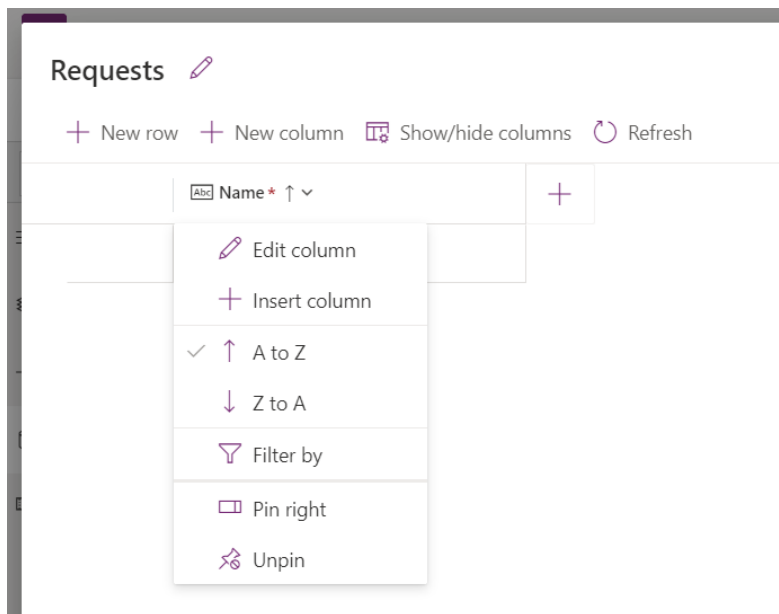 Requests
New row New column Show/hide columns Refresh
Abc Name *
Edit column
Insert column
A to Z
Z to A
Filter by
Pin right
Unpin